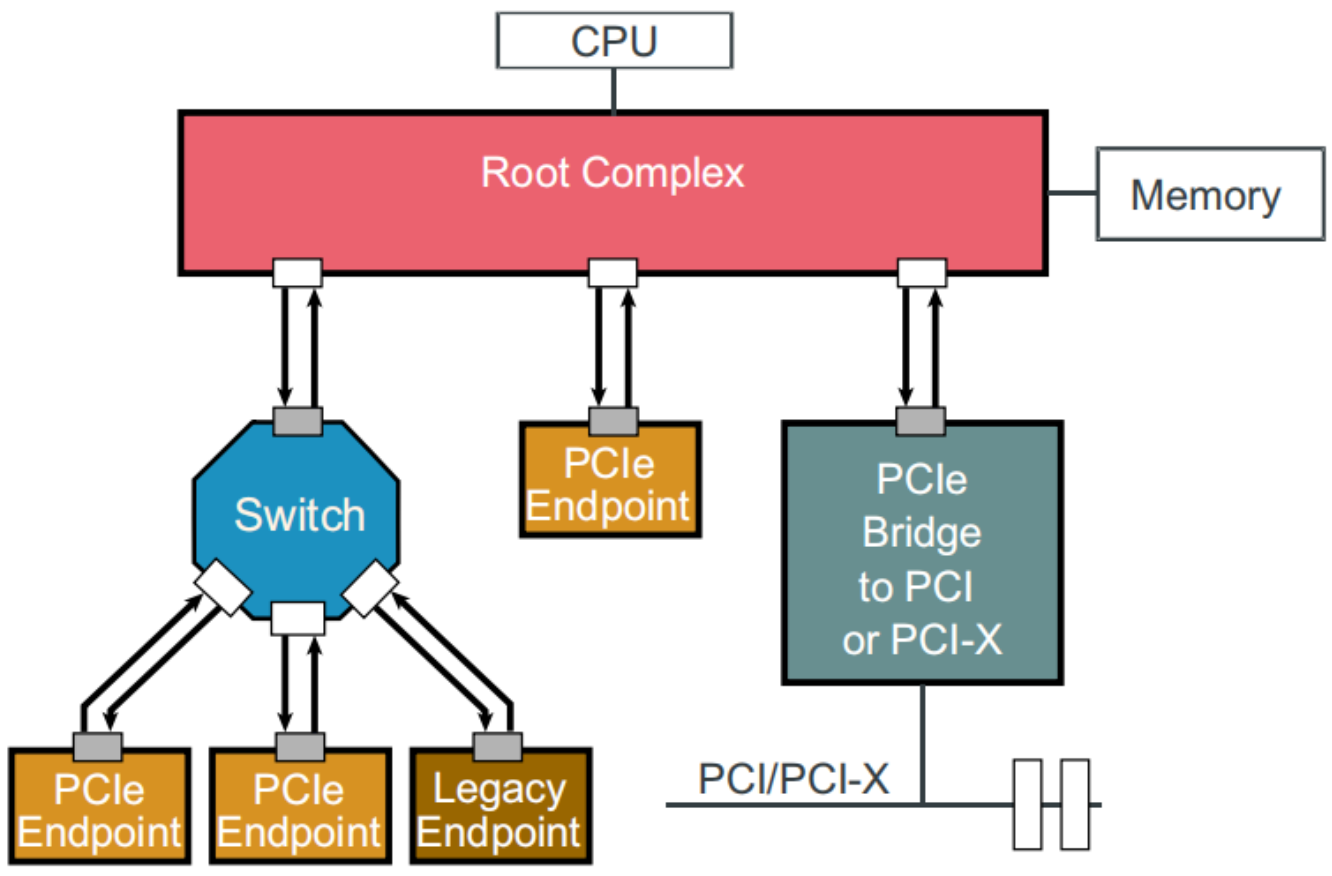 CPU
Root Complex
Memory
Switch
PCIe
Endpoint
PCIe
Bridge
to PCI
or PCI-X
PCIe
Endpoint
PCIe
Endpoint
Legacy
Endpoint
PCI/PCI-X